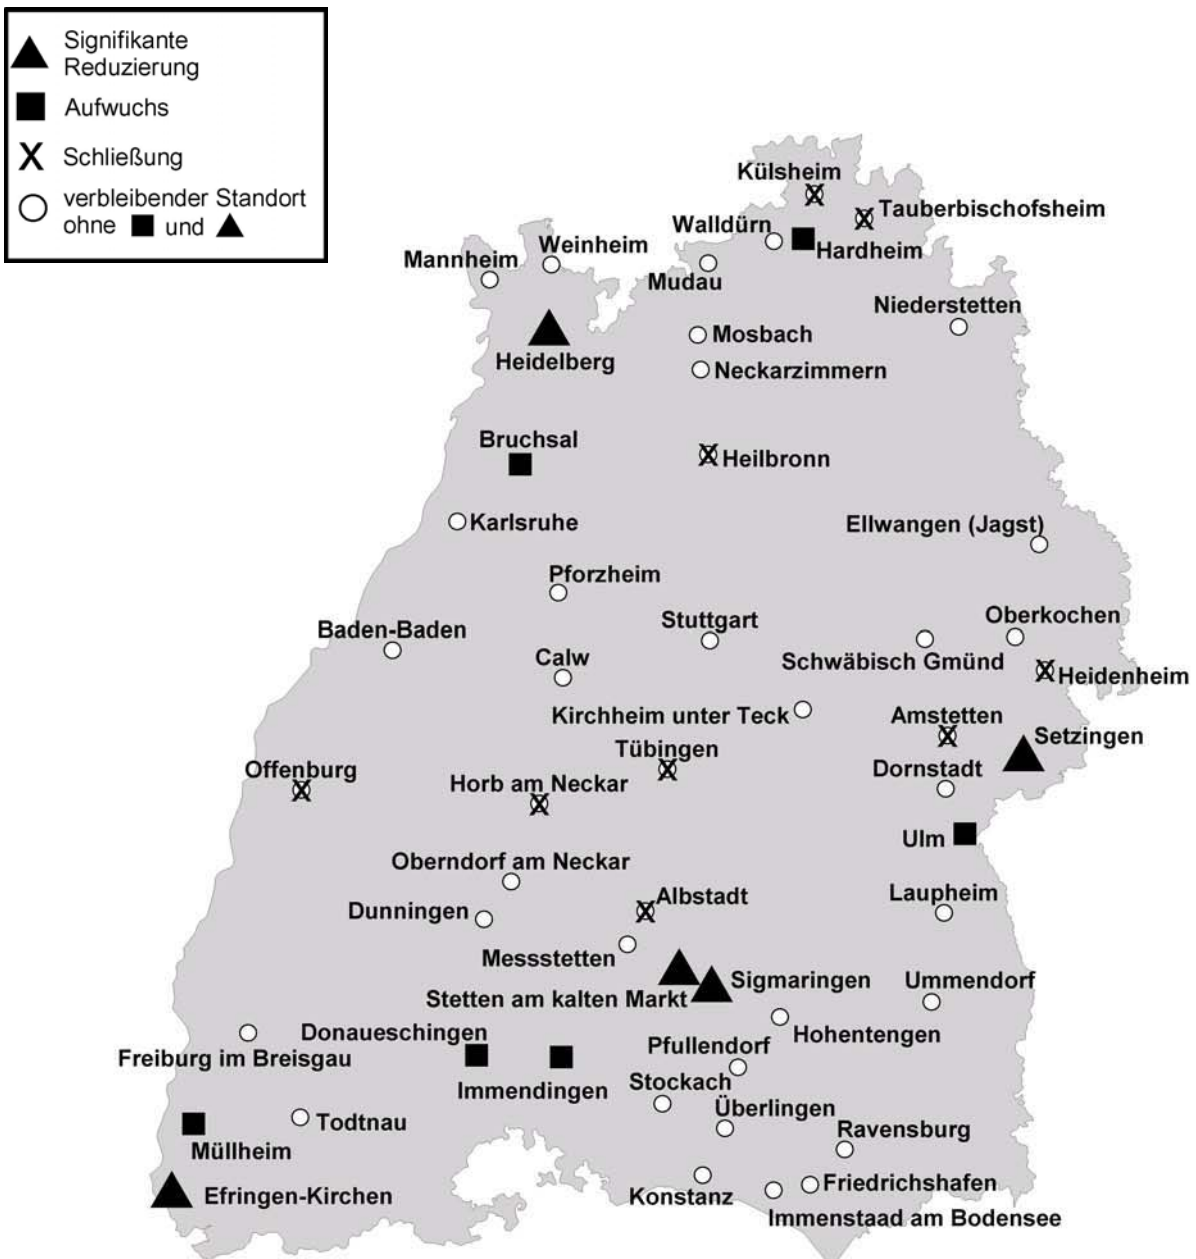 Signifikante
Reduzierung
Aufwuchs
X Schließung
verbleibender Standort
ohne und
Külsheim
Tauberbischofsheim
Walldürn
Hardheim
Weinheim
Mannheim
Mudau
Niederstetten
Mosbach
Heidelberg
Neckarzimmern
Bruchsal
Heilbronn
Karlsruhe
Ellwangen (Jagst)
Pforzheim
Stuttgart
Oberkochen
Baden-Baden
Calw
Schwäbisch Gmünd
Heidenheim
Kirchheim unter Teck
Amstetten
Setzingen
Tübingen
Offenburg
Dornstadt
Horb am Neckar
Ulm
Oberndorf am Neckar
Albstadt
Laupheim
Dunningen
Messstetten
Sigmaringen
Ummendorf
Stetten am kalten Markt
Donaueschingen
Hohentengen
Pfullendorf
Freiburg im Breisgau
Immendingen
Stockach
Überlingen
Todtnau
Ravensburg
Müllheim
Friedrichshafen
Efringen-Kirchen
Konstanz
Immenstaad am Bodensee